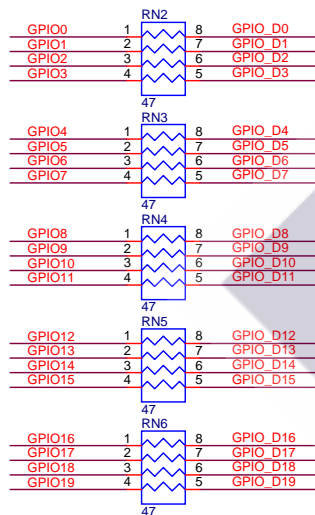 RN2
GPIO0 1 8 GPIO_D0
GPIO1 2 7 GPIO_D1
GPIO2 3 6 GPIO_D2
GPIO3 4 5 GPIO_D3
47
RN3
GPIO4 1 8 GPIO_D4
GPIO5 2 7 GPIO_D5
GPIO6 3 6 GPIO_D6
GPIO7 4 5 GPIO_D7
47
RN4
GPIO8 1 8 GPIO_D8
GPIO9 2 7 GPIO_D9
GPIO10 3 6 GPIO_D10
GPIO11 4 5 GPIO_D11
47
RN5
GPIO12 1 8 GPIO_D12
GPIO13 2 7 GPIO_D13
GPIO14 3 6 GPIO_D14
GPIO15 4 5 GPIO_D15
47
RN6
GPIO16 1 8 GPIO_D16
GPIO17 2 7 GPIO_D17
GPIO18 3 6 GPIO_D18
GPIO19 4 5 GPIO_D19
47